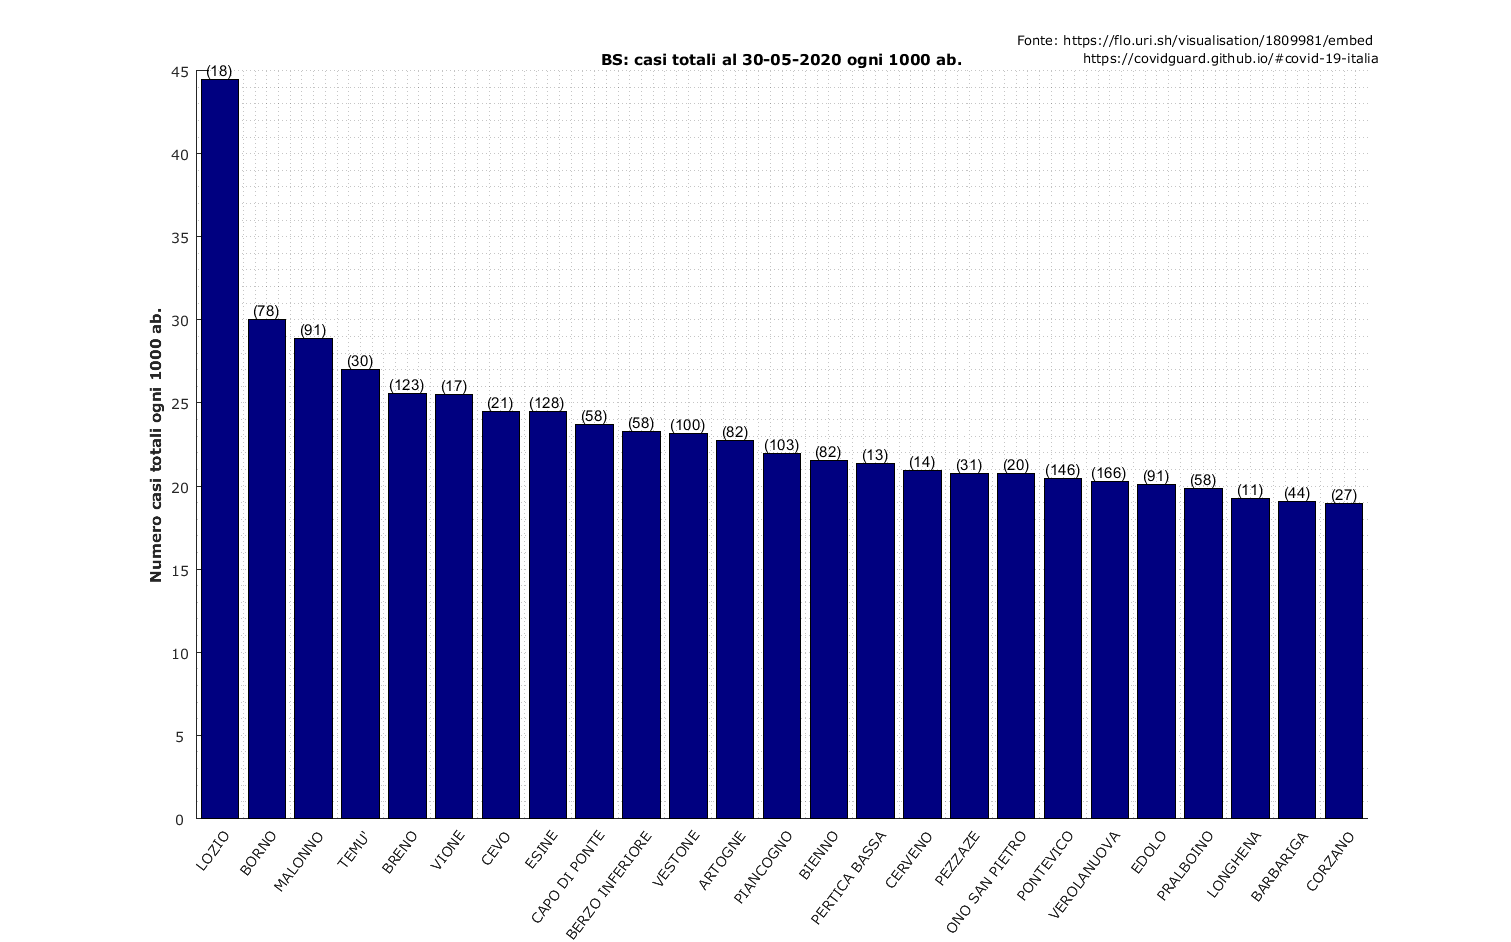 Fonte: https://flo.uri.sh/visualisation/1809981/embed
https://covidguard.github.io/#covid-19-italia
BS: casi totali al 30-05-2020 ogni 1000 ab.
Numero casi totali ogni 1000 ab.
45
40
35
30
25
20
15
10
5
0
(18)
(78)
(91)
(30)
(123)
(17)
(21)
(128)
(58)
(58)
(100)
(82)
(103)
(82)
(13)
(14)
(31)
(20)
(146)
(166)
(91)
(58)
(11)
(44)
(27)
LOZIO
BORNO
MALONNO
TEMU'
BRENO
VIONE
CEVO
ESINE
CAPO DI PONTE
BERZO INFERIORE
VESTONE
ARTOGNE
PIANCOGNO
BIENNO
PERTICA BASSA
CERVENO
PEZZAZE
ONO SAN PIETRO
PONTEVICO
VEROLANUOVA
EDOLO
PRALBOINO
LONGHENA
BARBARIGA
CORZANO